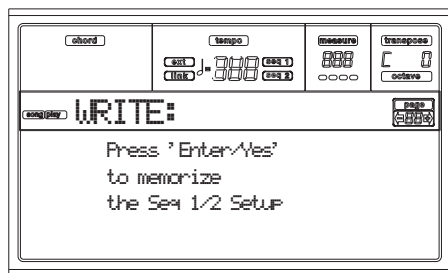 chord tempo measure transpose
ext seq 1
link seq 2
octave
song|play WRITE: page
Press 'Enter/Yes'
to memorize
the Seq 1/2 Setup